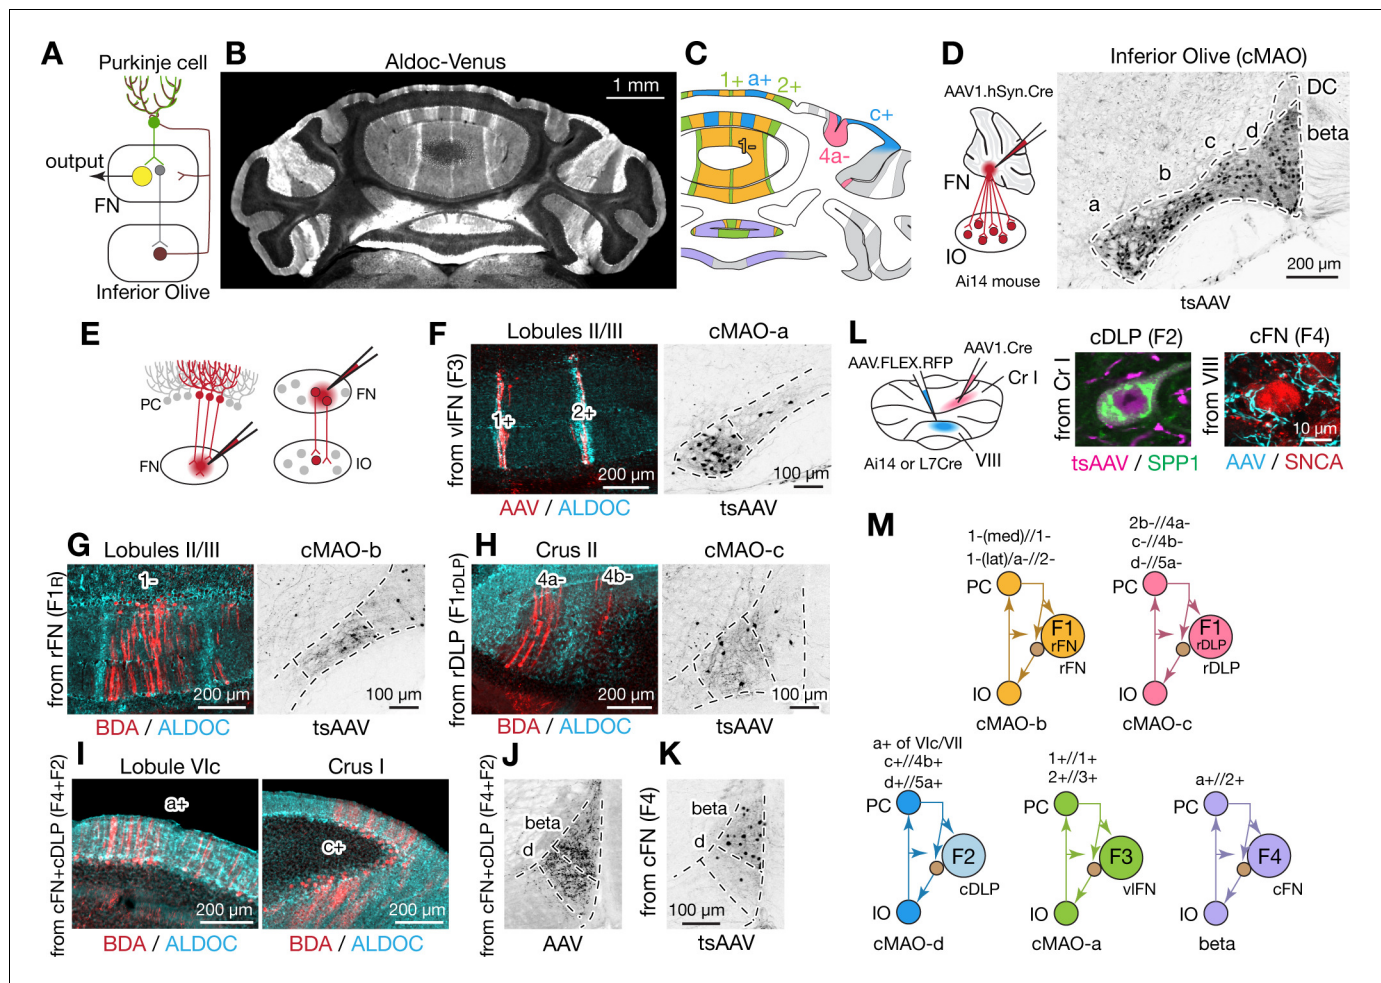 A
Purkinje cell
output
FN
Inferior Olive
B
Aldoc-Venus
1 mm
C
1+ a+ 2+
c+
1-
4a-
D
Inferior Olive (cMAO)
AAV1.hSyn.Cre
FN
IO
Ai14 mouse
DC
beta
d
c
b
a
200 µm
tsAAV
E
PC
FN
FN
IO
F
Lobules II/III
cMAO-a
from vlFN (F3)
1+
2+
200 µm
100 µm
AAV / ALDOC
tsAAV
L
AAV1.Cre
AAV.FLEX.RFP
Cr I
VIII
Ai14 or L7Cre
cDLP (F2)
cFN (F4)
from Cr I
from VIII
10 µm
tsAAV / SPP1
AAV / SNCA
G
Lobules II/III
cMAO-b
from rFN (F1R)
1-
200 µm
100 µm
BDA / ALDOC
tsAAV
H
Crus II
cMAO-c
from rDLP (F1rDLP)
4a-
4b-
200 µm
100 µm
BDA / ALDOC
tsAAV
I
Lobule VIc
Crus I
from cFN+cDLP (F4+F2)
a+
c+
200 µm
200 µm
BDA / ALDOC
BDA / ALDOC
J
from cFN+cDLP (F4+F2)
beta
d
AAV
K
from cFN (F4)
beta
d
100 µm
tsAAV
M
1-(med)//1-
1-(lat)/a-//2-
PC
F1
rFN
rFN
IO
cMAO-b
2b-//4a-
c-//4b-
d-//5a-
PC
F1
rDLP
rDLP
IO
cMAO-c
a+ of VIc/VII
c+//4b+
d+//5a+
PC
F2
cDLP
IO
cMAO-d
1+//1+
2+//3+
PC
F3
vlFN
IO
cMAO-a
a+//2+
PC
F4
cFN
IO
beta